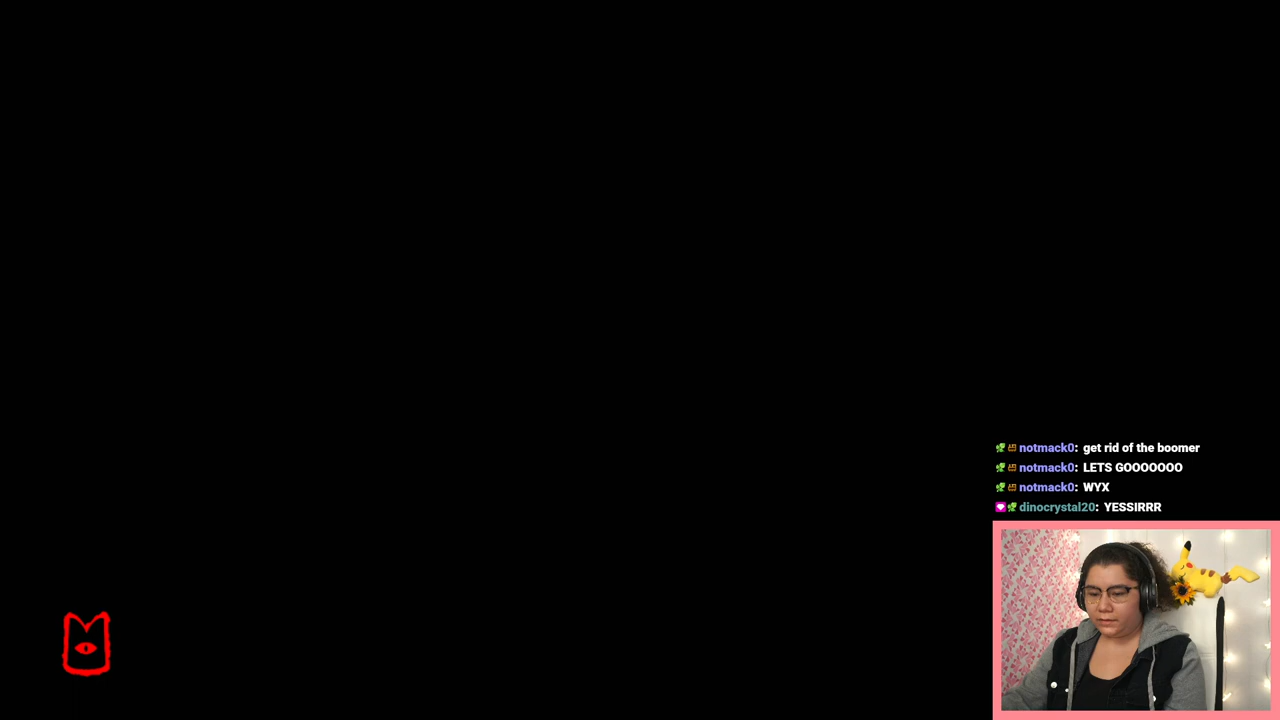 notmack0: get rid of the boomer
notmack0: LETS GOOOOOOO
notmack0: WYX
dinocrystal20: YESSIRRR